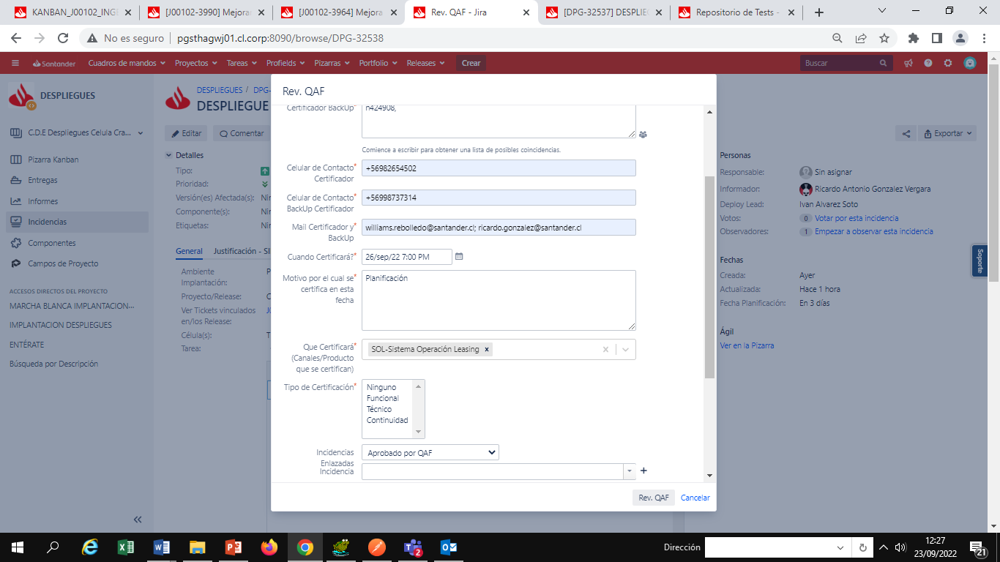 KANBAN_J00102_INGE
[J00102-3990] Mejora
[J00102-3964] Mejora
Rev. QAF - Jira
[DPG-32537] DESPLIE
Repositorio de Tests -
No es seguro
pgsthagwj01.cl.corp:8090/browse/DPG-32538
Santander
Cuadros de mandos
Proyectos
Tareas
Profields
Pizarras
Portfolio
Releases
Crear
Buscar
DESPLIEGUES
C.D.E Despliegues Celula Cra...
Pizarra Kanban
Entregas
Informes
Incidencias
Componentes
Campos de Proyecto
ACCESOS DIRECTOS DEL PROYECTO
MARCHA BLANCA IMPLANTACION...
IMPLANTACION DESPLIEGUES
ENTÉRATE
Búsqueda por Descripción
DESPLIEGUES / DPG-
DESPLIEGUE
Editar
Comentar
Exportar
Detalles
Tipo:
Prioridad:
Versión(es) Afectada(s): Nin
Componente(s): Nin
Etiquetas: Nin
General
Justificación - SI
Ambiente
Implantación:
Proyecto/Release:
Ver Tickets vinculados
en/los Release:
Célula(s):
Tarea:
Rev. QAF
Certificador BackUp*
n424908,
Comience a escribir para obtener una lista de posibles coincidencias.
Celular de Contacto*
Certificador
+56982654502
Celular de Contacto*
BackUp Certificador
+56998737314
Mail Certificador y*
BackUp
williams.rebolledo@santander.cl; ricardo.gonzalez@santander.cl
Cuando Certificará?*
26/sep/22 7:00 PM
Motivo por el cual se*
certifica en esta
fecha
Planificación
Que Certificará*
(Canales/Producto
que se certifican)
SOL-Sistema Operación Leasing
Tipo de Certificación*
Ninguno
Funcional
Técnico
Continuidad
Incidencias
Enlazadas
Aprobado por QAF
Incidencia
Rev. QAF
Cancelar
Personas
Responsable: Sin asignar
Informador: Ricardo Antonio Gonzalez Vergara
Deploy Lead: Ivan Alvarez Soto
Votos: 0 Votar por esta incidencia
Observadores: 1 Empezar a observar esta incidencia
Fechas
Creada: Ayer
Actualizada: Hace 1 hora
Fecha Planificación: En 3 días
Ágil
Ver en la Pizarra
Soporte
Dirección
2
12:27
23/09/2022
21